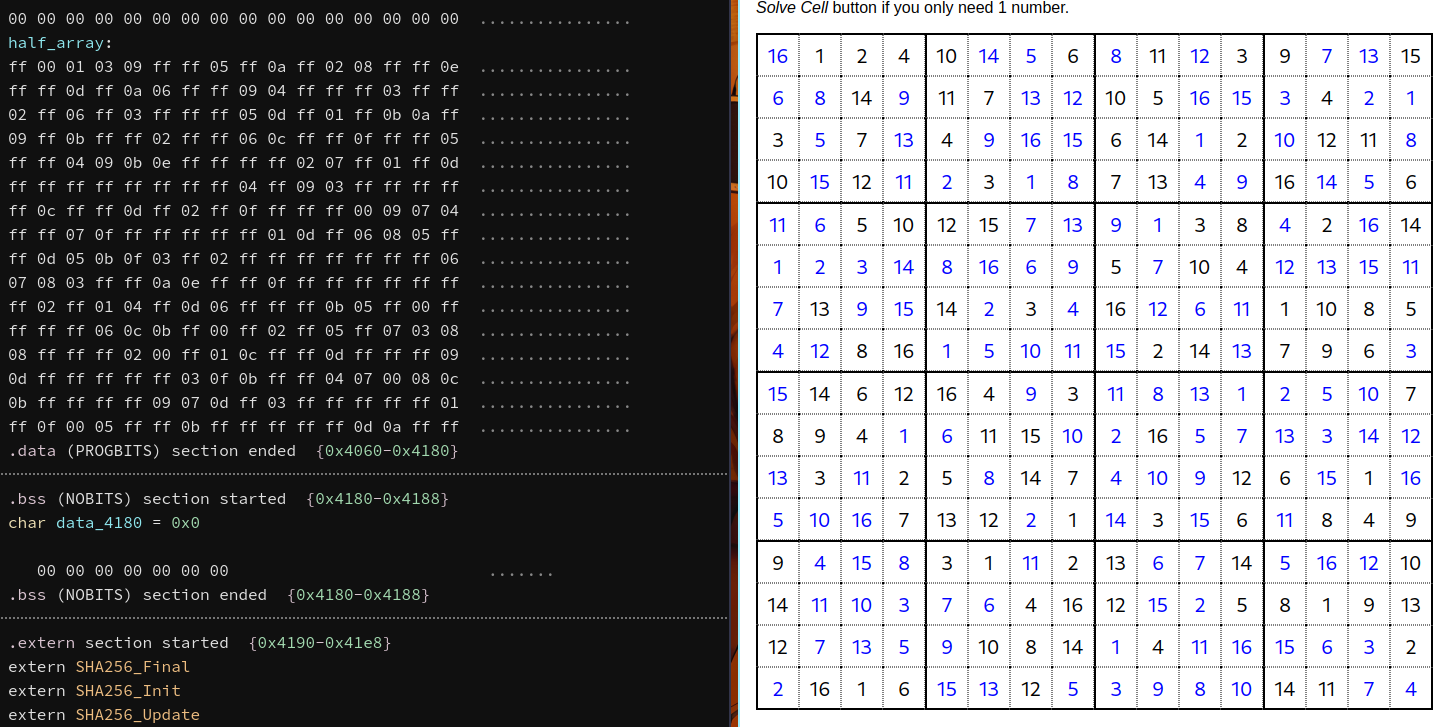 00 00 00 00 00 00 00 00 00 00 00 00 00 00 00 00  ................
half_array:
ff 00 01 03 09 ff ff 05 ff 0a ff 02 08 ff ff 0e  ................
ff ff 0d ff 0a 06 ff ff 09 04 ff ff ff 03 ff ff  ................
02 ff 06 ff 03 ff ff ff 05 0d ff 01 ff 0b 0a ff  ................
09 ff 0b ff ff 02 ff ff 06 0c ff ff 0f ff ff 05  ................
ff ff 04 09 0b 0e ff ff ff ff 02 07 ff 01 ff 0d  ................
ff ff ff ff ff ff ff ff 04 ff 09 03 ff ff ff ff  ................
ff 0c ff ff 0d ff 02 ff 0f ff ff ff 00 09 07 04  ................
ff ff 07 0f ff ff ff ff ff 01 0d ff 06 08 05 ff  ................
ff 0d 05 0b 0f 03 ff 02 ff ff ff ff ff ff ff 06  ................
07 08 03 ff ff 0a 0e ff ff 0f ff ff ff ff ff ff  ................
ff 02 ff 01 04 ff 0d 06 ff ff ff 0b 05 ff 00 ff  ................
ff ff ff 06 0c 0b ff 00 ff 02 ff 05 ff 07 03 08  ................
08 ff ff ff 02 00 ff 01 0c ff ff 0d ff ff ff 09  ................
0d ff ff ff ff ff 03 0f 0b ff ff 04 07 00 08 0c  ................
0b ff ff ff ff 09 07 0d ff 03 ff ff ff ff ff 01  ................
ff 0f 00 05 ff ff 0b ff ff ff ff ff 0d 0a ff ff  ................
.data (PROGBITS) section ended  {0x4060-0x4180}
.bss (NOBITS) section started  {0x4180-0x4188}
char data_4180 = 0x0
00 00 00 00 00 00 00  .......
.bss (NOBITS) section ended  {0x4180-0x4188}
.extern section started  {0x4190-0x41e8}
extern SHA256_Final
extern SHA256_Init
extern SHA256_Update
Solve Cell button if you only need 1 number.
16 1 2 4 10 14 5 6 8 11 12 3 9 7 13 15
6 8 14 9 11 7 13 12 10 5 16 15 3 4 2 1
3 5 7 13 4 9 16 15 6 14 1 2 10 12 11 8
10 15 12 11 2 3 1 8 7 13 4 9 16 14 5 6
11 6 5 10 12 15 7 13 9 1 3 8 4 2 16 14
1 2 3 14 8 16 6 9 5 7 10 4 12 13 15 11
7 13 9 15 14 2 3 4 16 12 6 11 1 10 8 5
4 12 8 16 1 5 10 11 15 2 14 13 7 9 6 3
15 14 6 12 16 4 9 3 11 8 13 1 2 5 10 7
8 9 4 1 6 11 15 10 2 16 5 7 13 3 14 12
13 3 11 2 5 8 14 7 4 10 9 12 6 15 1 16
5 10 16 7 13 12 2 1 14 3 15 6 11 8 4 9
9 4 15 8 3 1 11 2 13 6 7 14 5 16 12 10
14 11 10 3 7 6 4 16 12 15 2 5 8 1 9 13
12 7 13 5 9 10 8 14 1 4 11 16 15 6 3 2
2 16 1 6 15 13 12 5 3 9 8 10 14 11 7 4